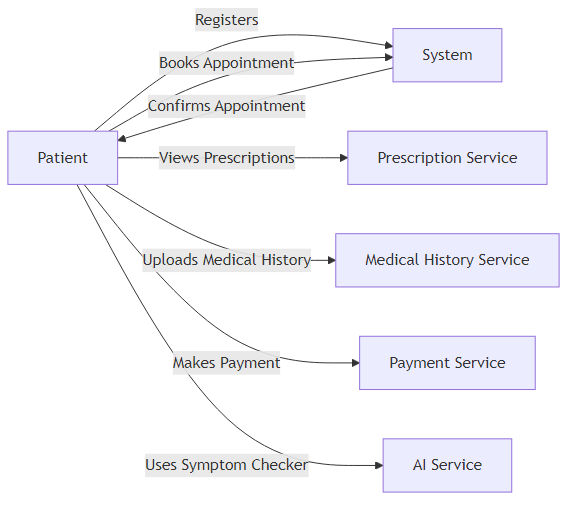 Registers
Books Appointment
System
Confirms Appointment
Patient
Views Prescriptions
Prescription Service
Uploads Medical History
Medical History Service
Makes Payment
Payment Service
Uses Symptom Checker
AI Service